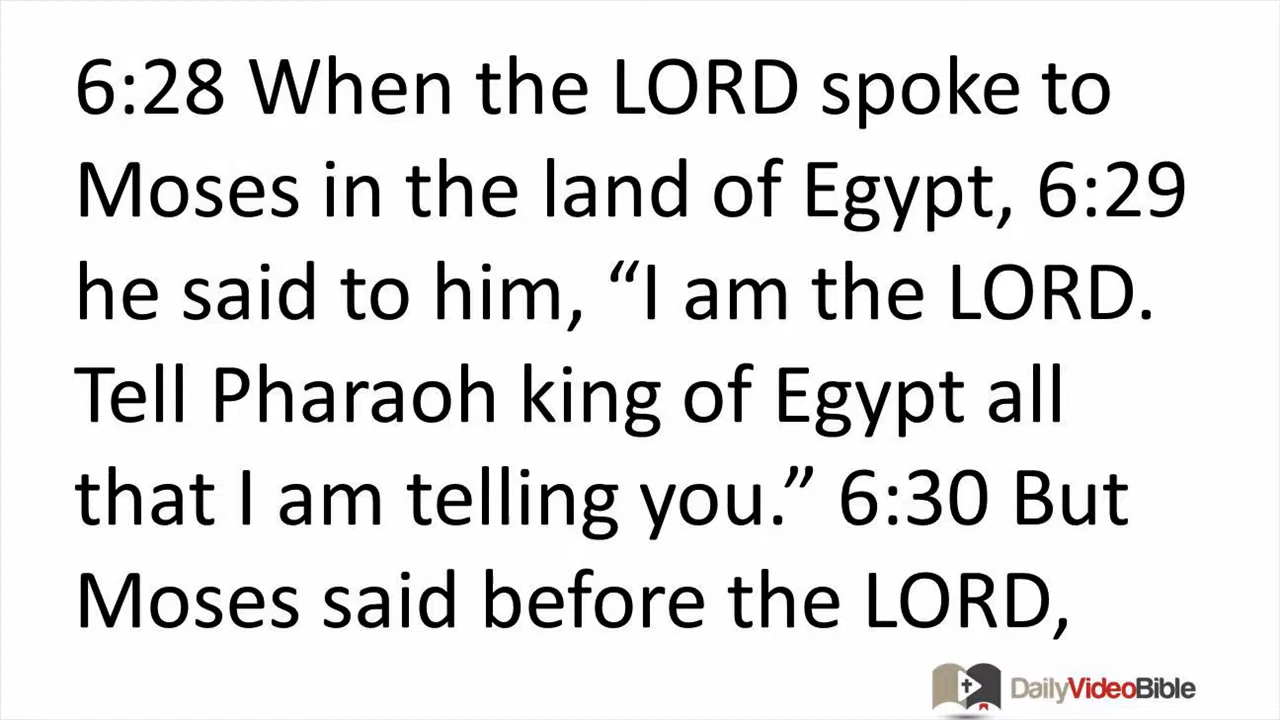 6:28 When the LORD spoke to
Moses in the land of Egypt, 6:29
he said to him, “I am the LORD.
Tell Pharaoh king of Egypt all
that I am telling you.” 6:30 But
Moses said before the LORD,
DailyVideoBible